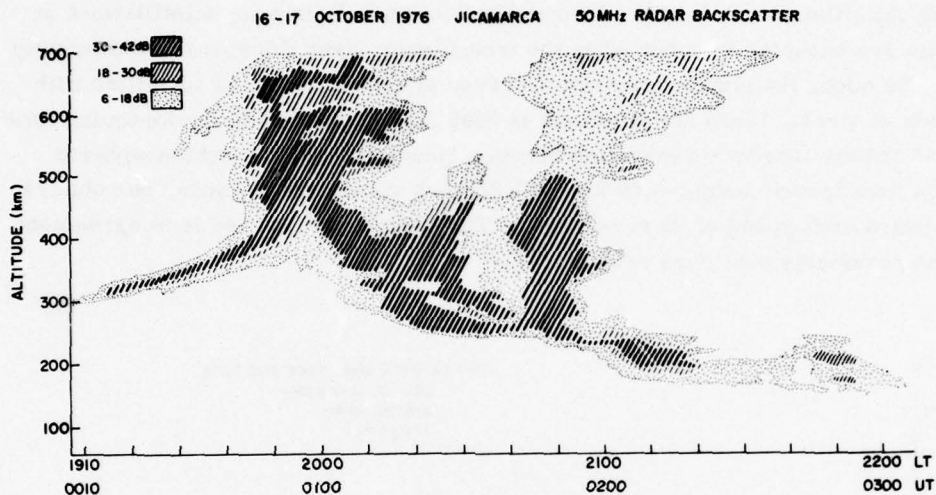 16-17 OCTOBER 1976 JICAMARCA 50 MHz RADAR BACKSCATTER
30-42dB
18-30dB
6-18dB
ALTITUDE (km)
700
600
500
400
300
200
100
1910 2000 2100 2200 LT
0010 0100 0200 0300 UT